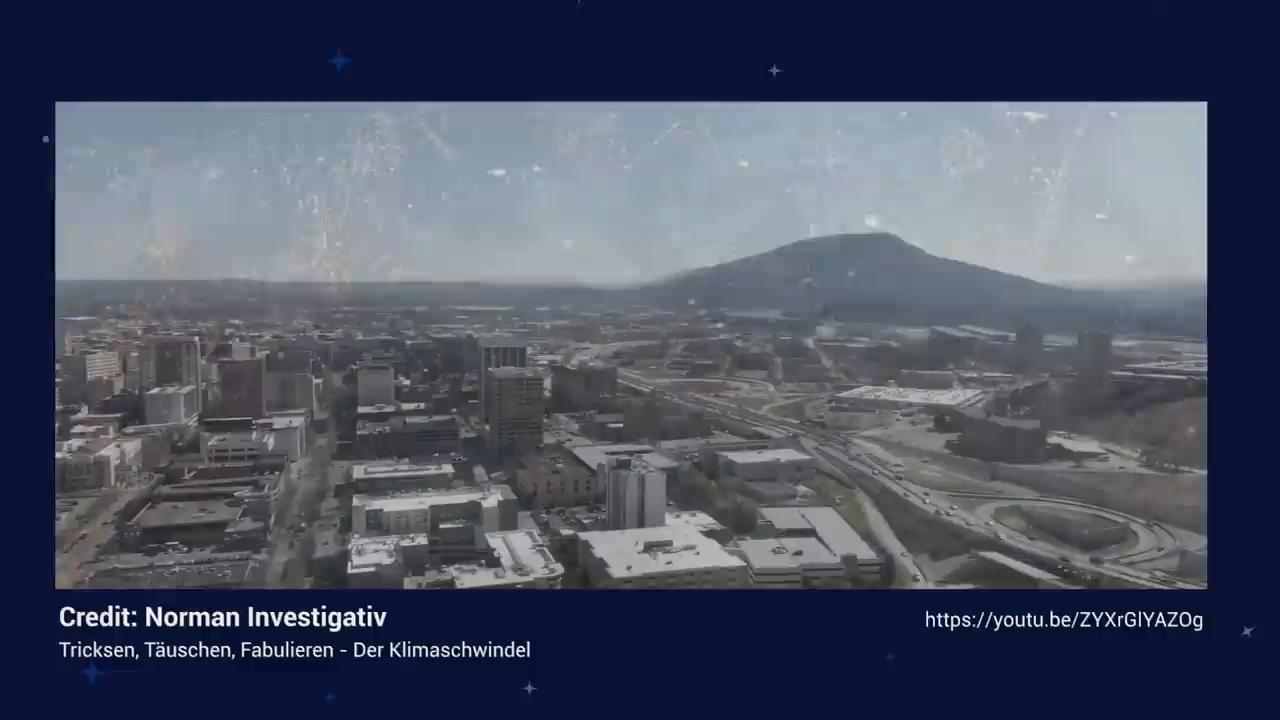 Credit: Norman Investigativ
https://youtu.be/ZYXrGlYAZOg
Tricksen, Täuschen, Fabulieren - Der Klimaschwindel